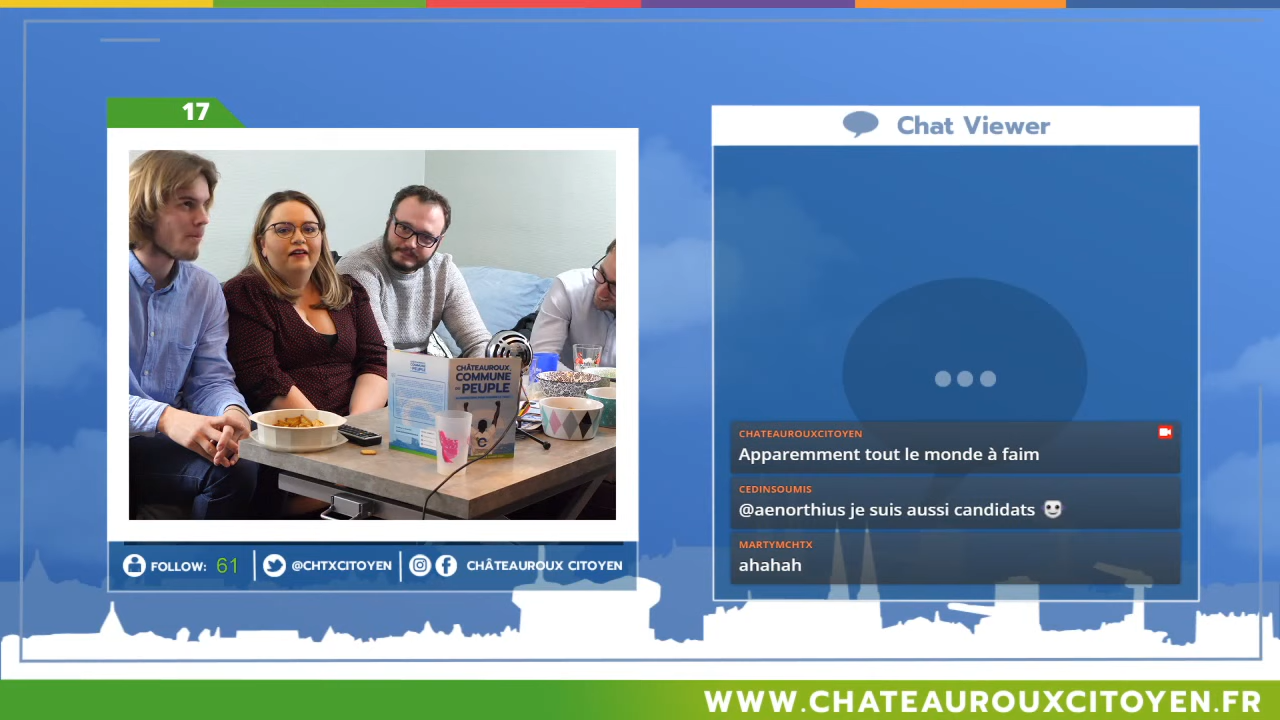 17
Chat Viewer
CHÂTEAUROUX,
COMMUNE
DU PEUPLE
CHATEAUROUXCITOYEN
Apparemment tout le monde à faim
CEDINSOUMIS
@aenorthius je suis aussi candidats
MARTYMCHTX
ahahah
FOLLOW: 61
@CHTXCITOYEN
CHÂTEAUROUX CITOYEN
WWW.CHATEAUROUXCITOYEN.FR